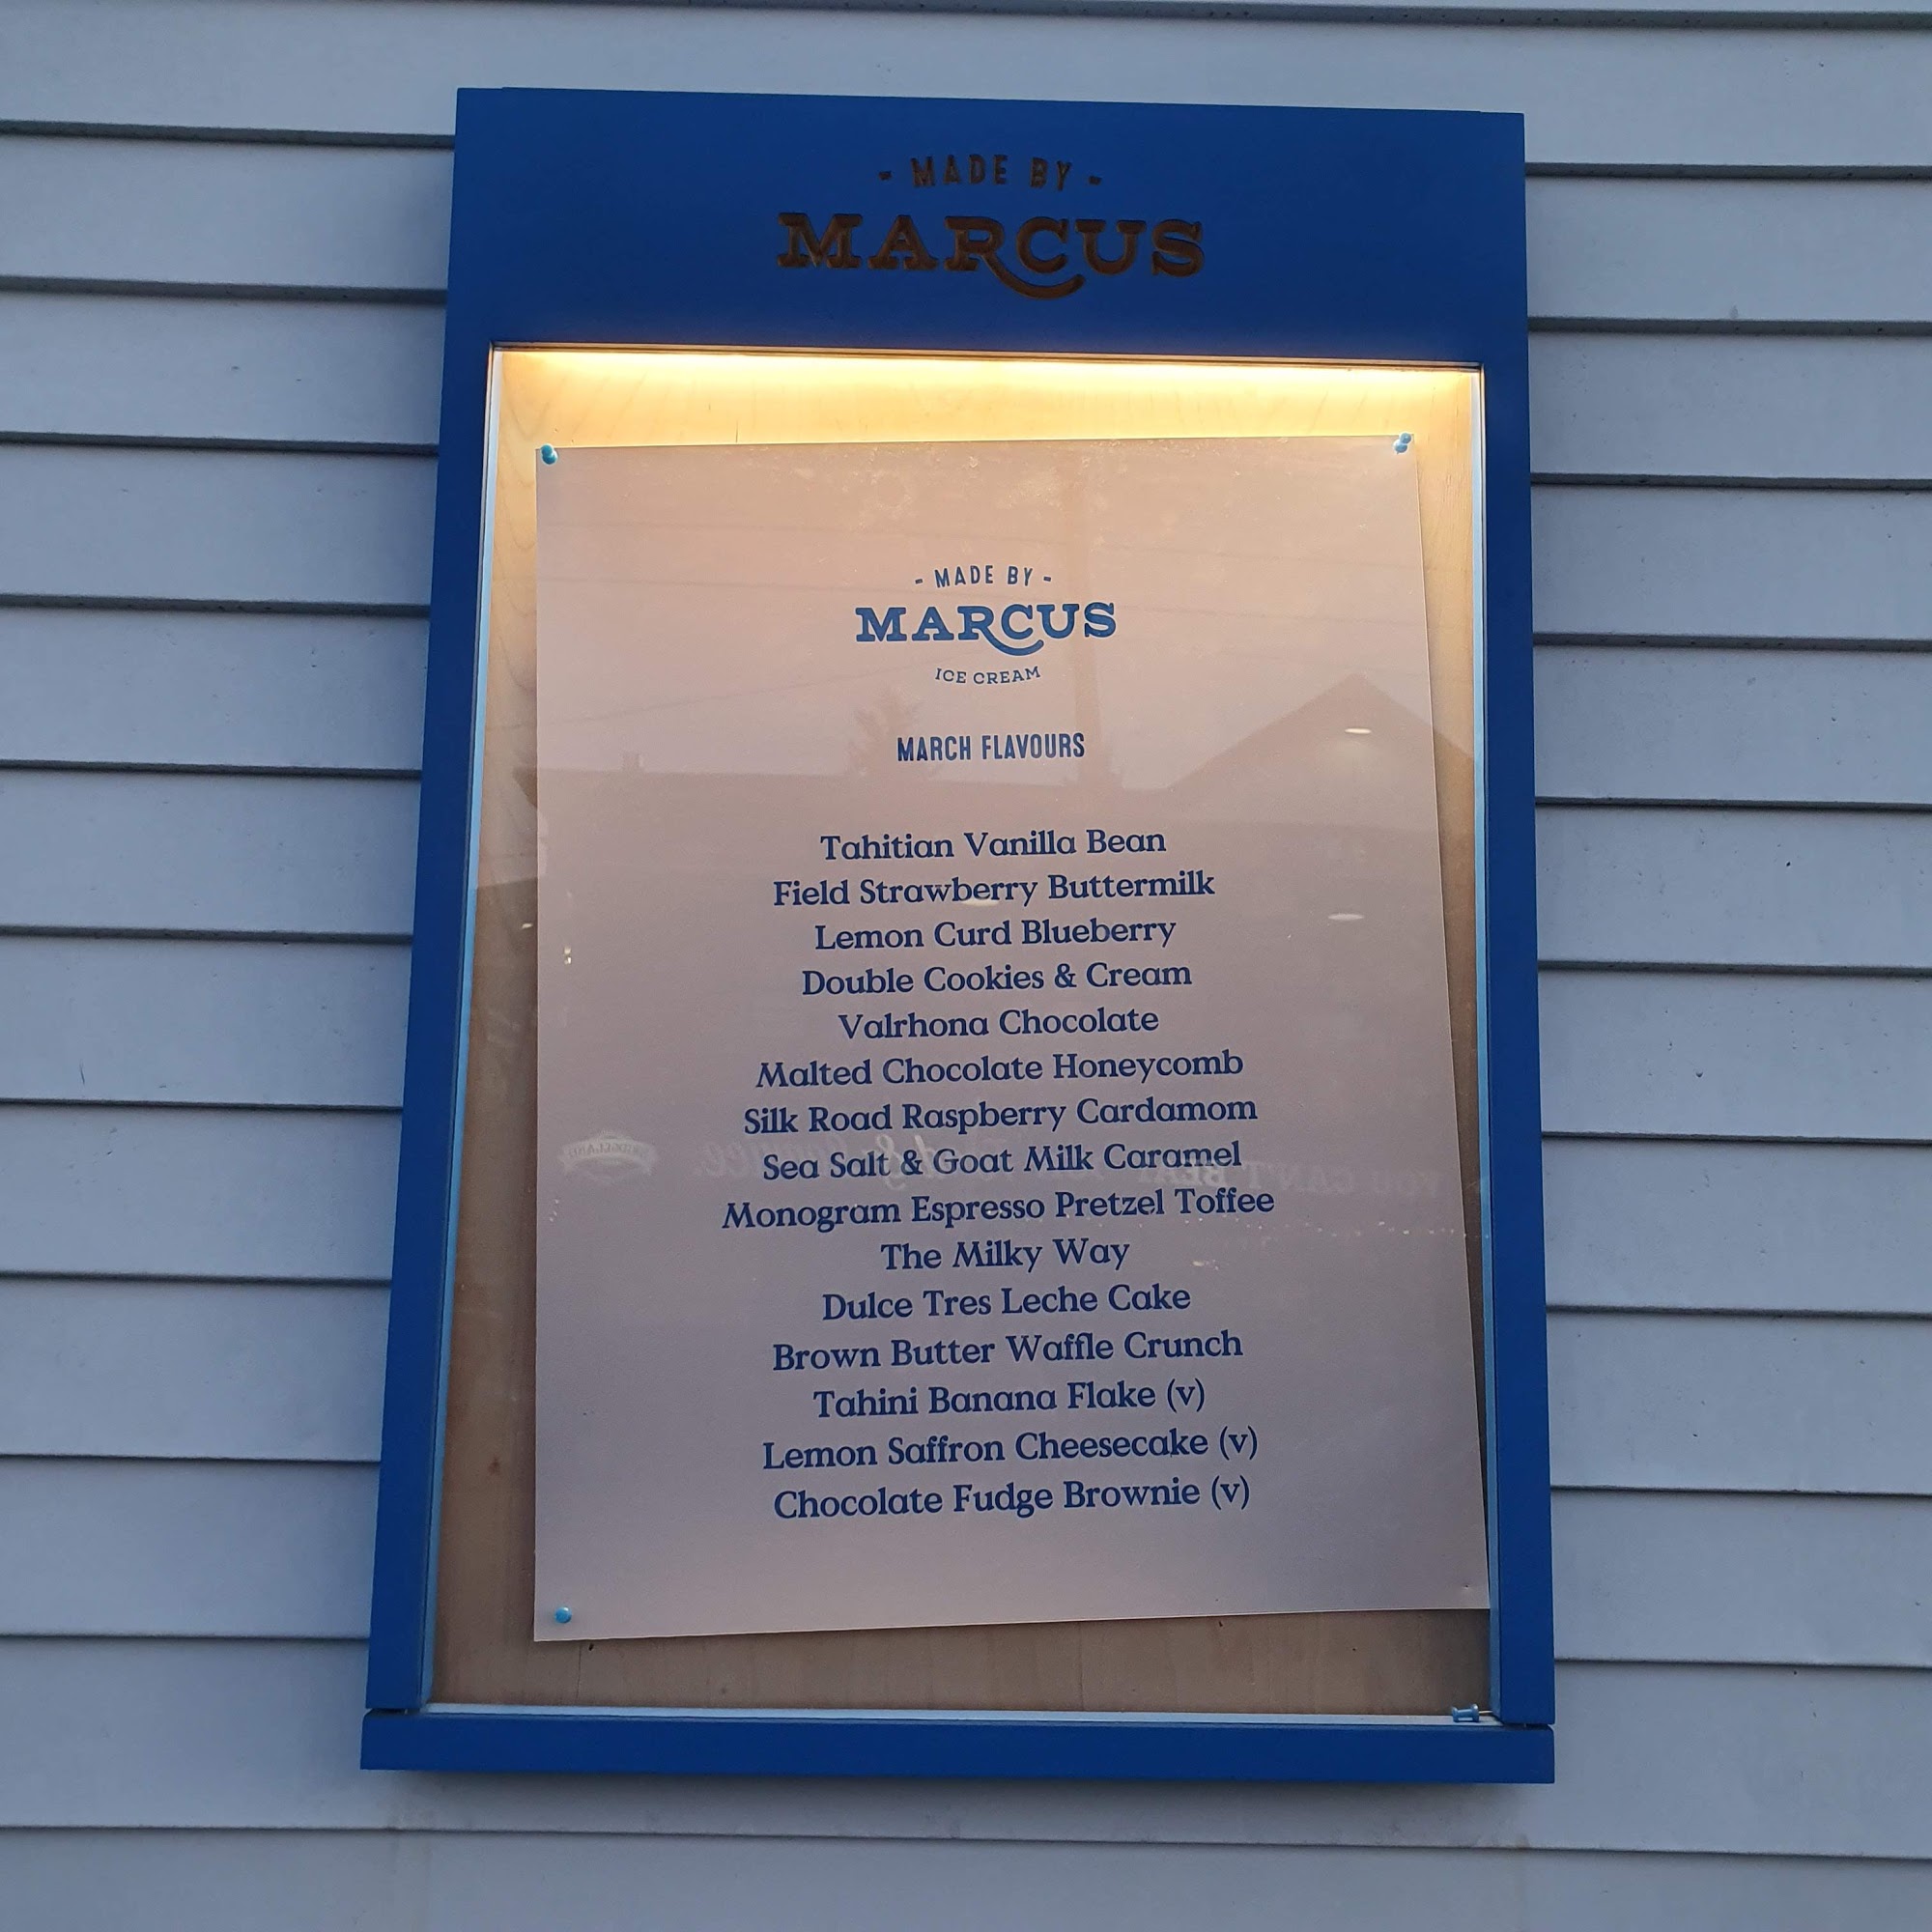 - MADE BY -
MARCUS
- MADE BY -
MARCUS
ICE CREAM
MARCH FLAVOURS
Tahitian Vanilla Bean
Field Strawberry Buttermilk
Lemon Curd Blueberry
Double Cookies & Cream
Valrhona Chocolate
Malted Chocolate Honeycomb
Silk Road Raspberry Cardamom
Sea Salt & Goat Milk Caramel
Monogram Espresso Pretzel Toffee
The Milky Way
Dulce Tres Leche Cake
Brown Butter Waffle Crunch
Tahini Banana Flake (v)
Lemon Saffron Cheesecake (v)
Chocolate Fudge Brownie (v)